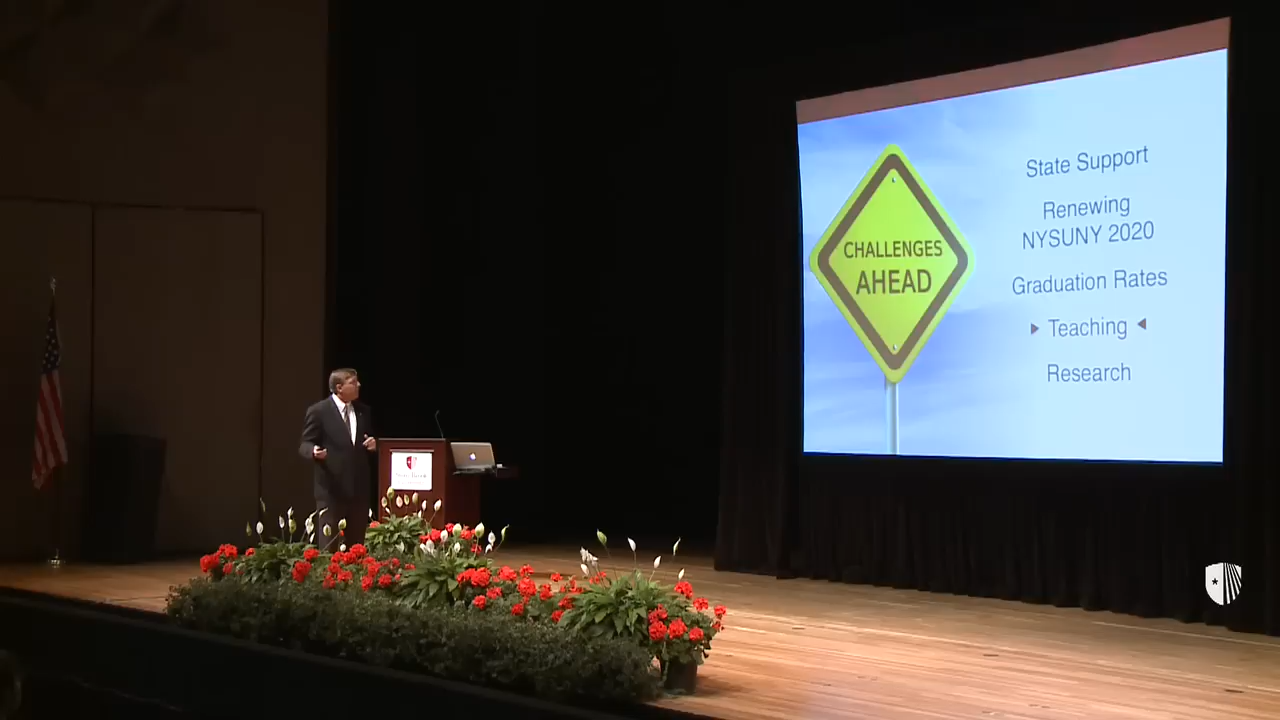 CHALLENGES
AHEAD
State Support
Renewing
NYSUNY 2020
Graduation Rates
Teaching
Research